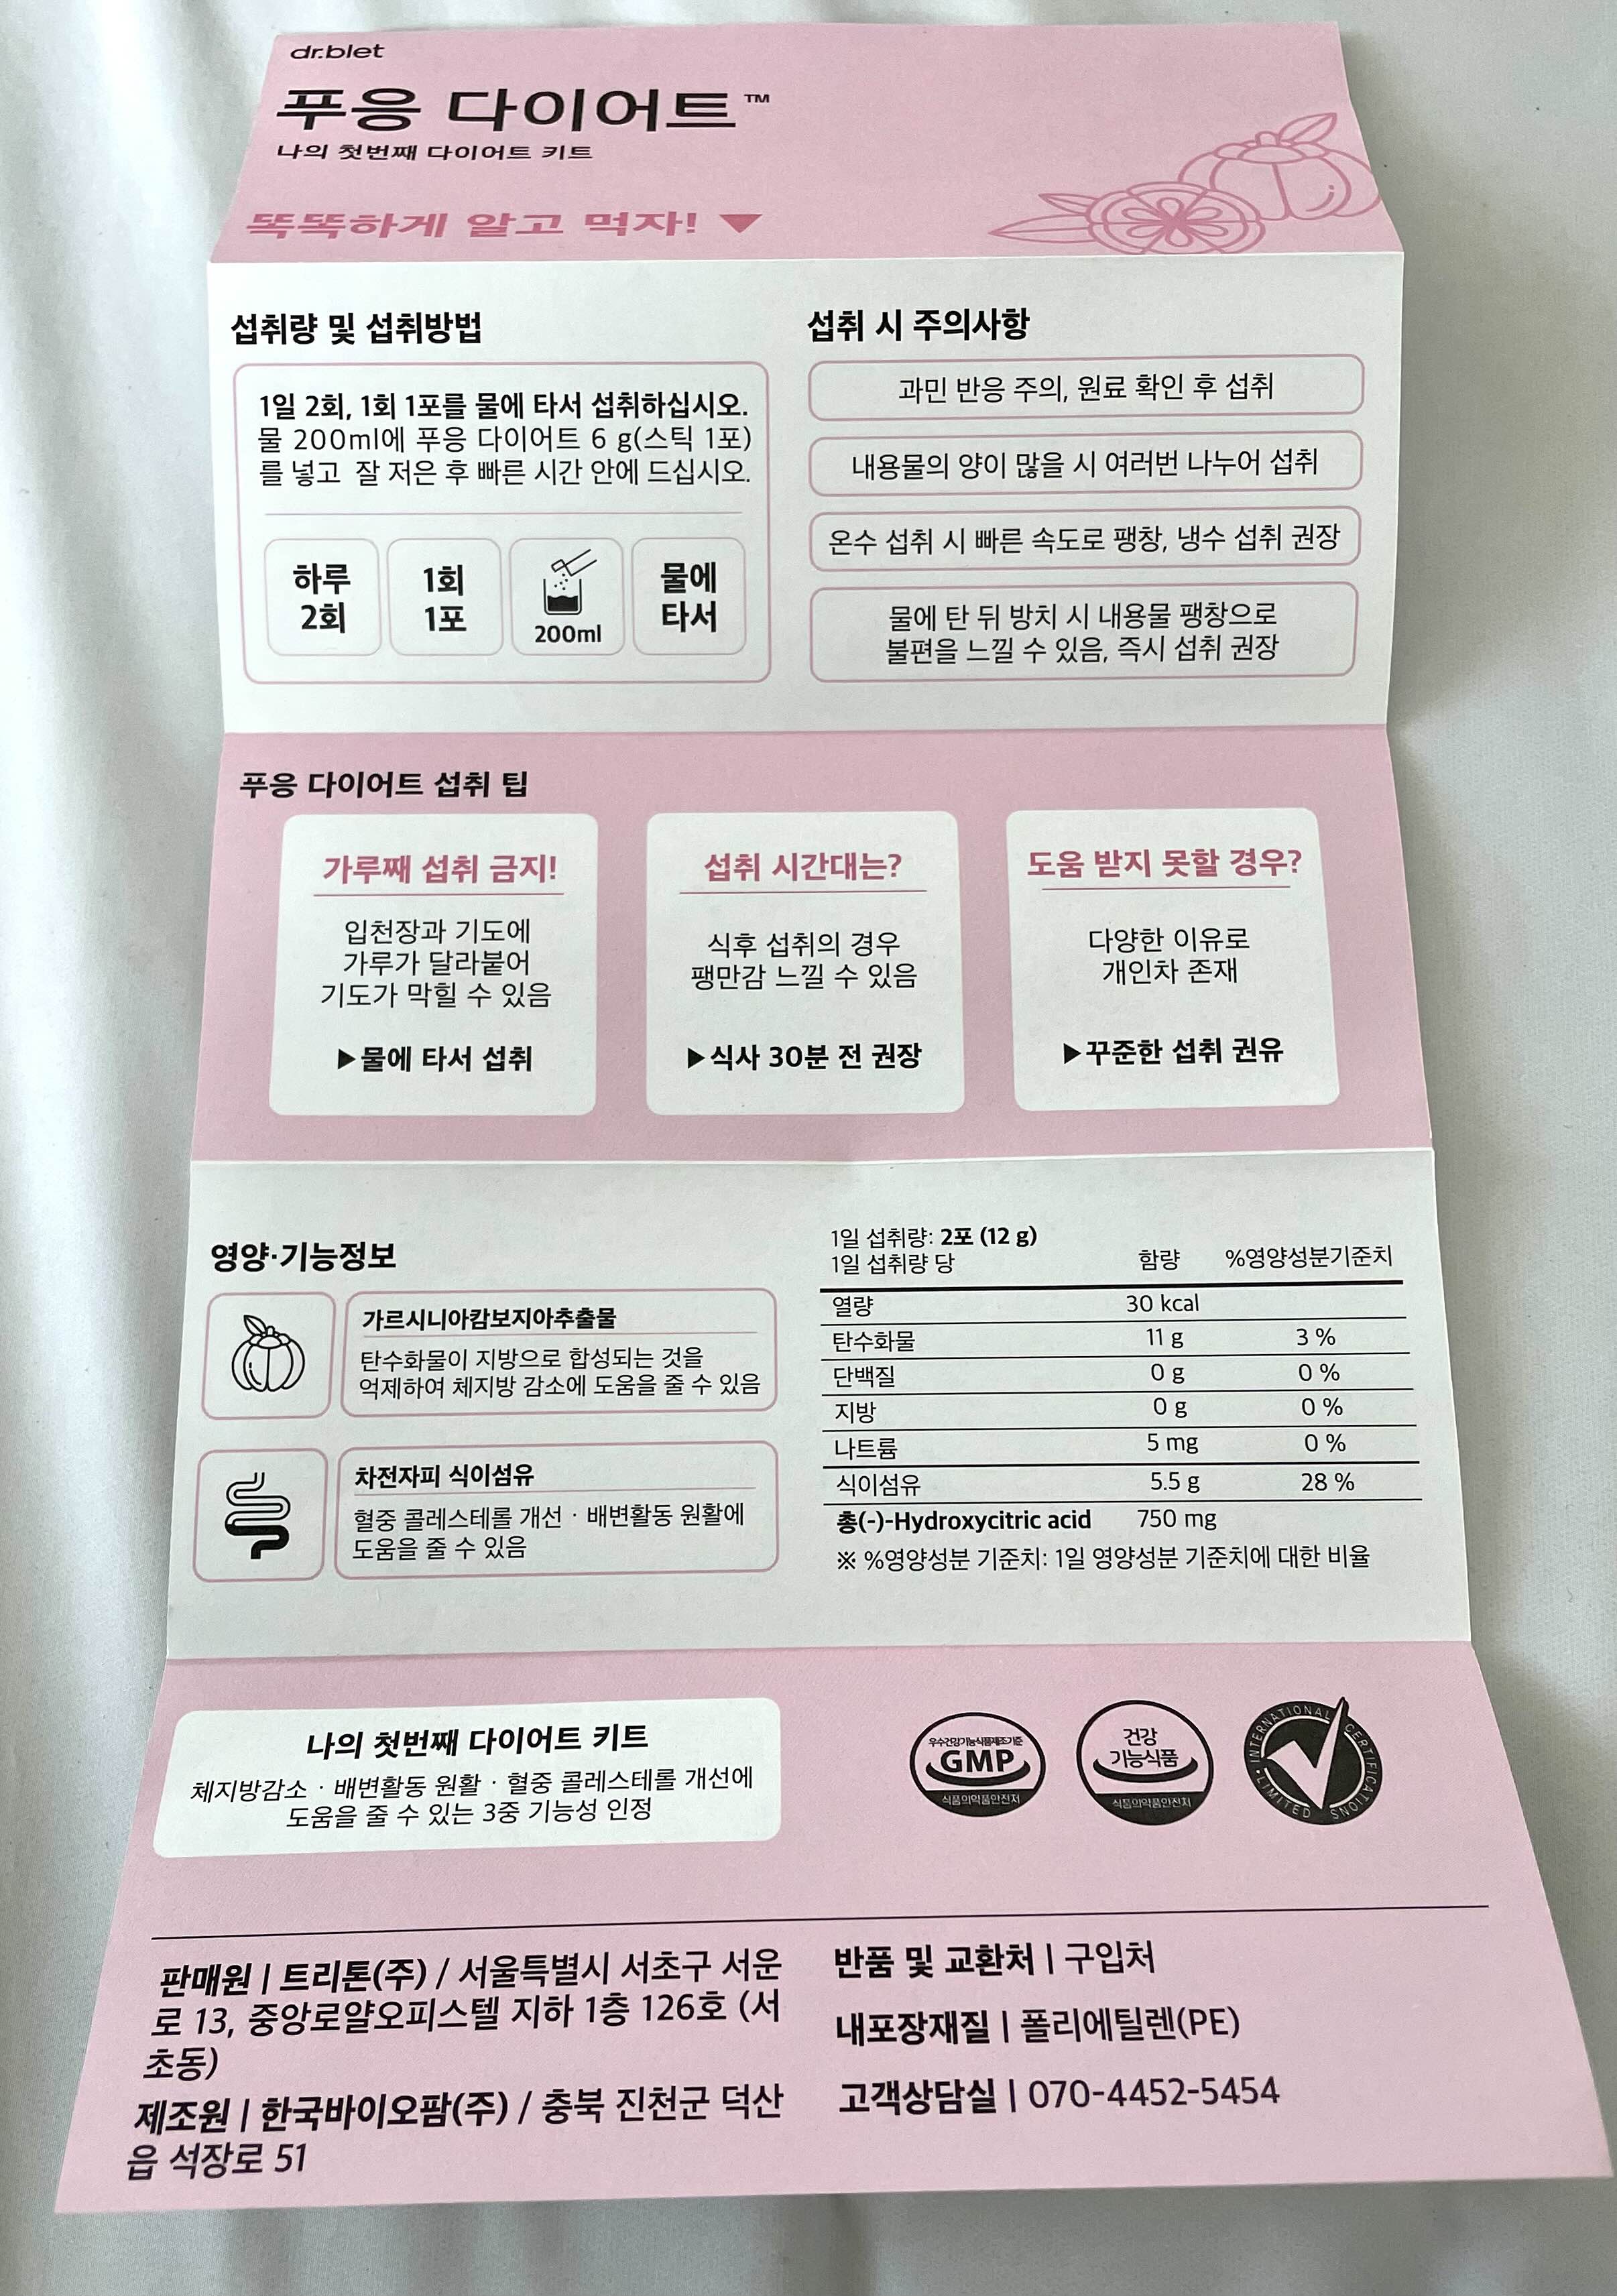 dr.blet
푸응 다이어트™
나의 첫번째 다이어트 키트
똑똑하게 알고 먹자! ▼
섭취량 및 섭취방법
1일 2회, 1회 1포를 물에 타서 섭취하십시오.
물 200ml에 푸응 다이어트 6 g(스틱 1포)
를 넣고 잘 저은 후 빠른 시간 안에 드십시오.
하루
2회
1회
1포
200ml
물에
타서
섭취 시 주의사항
과민 반응 주의, 원료 확인 후 섭취
내용물의 양이 많을 시 여러번 나누어 섭취
온수 섭취 시 빠른 속도로 팽창, 냉수 섭취 권장
물에 탄 뒤 방치 시 내용물 팽창으로
불편을 느낄 수 있음, 즉시 섭취 권장
푸응 다이어트 섭취 팁
가루째 섭취 금지!
입천장과 기도에
가루가 달라붙어
기도가 막힐 수 있음
▶물에 타서 섭취
섭취 시간대는?
식후 섭취의 경우
팽만감 느낄 수 있음
▶식사 30분 전 권장
도움 받지 못할 경우?
다양한 이유로
개인차 존재
▶꾸준한 섭취 권유
영양·기능정보
가르시니아캄보지아추출물
탄수화물이 지방으로 합성되는 것을
억제하여 체지방 감소에 도움을 줄 수 있음
차전자피 식이섬유
혈중 콜레스테롤 개선 · 배변활동 원활에
도움을 줄 수 있음
1일 섭취량: 2포 (12 g)
1일 섭취량 당 함량 %영양성분기준치
열량 30 kcal
탄수화물 11 g 3 %
단백질 0 g 0 %
지방 0 g 0 %
나트륨 5 mg 0 %
식이섬유 5.5 g 28 %
총(-)-Hydroxycitric acid 750 mg
※ %영양성분 기준치: 1일 영양성분 기준치에 대한 비율
나의 첫번째 다이어트 키트
체지방감소 · 배변활동 원활 · 혈중 콜레스테롤 개선에
도움을 줄 수 있는 3중 기능성 인정
우수건강기능식품제조기준
GMP
식품의약품안전처
건강
기능식품
식품의약품안전처
INTERNATIONAL CERTIFICATIONS LIMITED
판매원 | 트리톤(주) / 서울특별시 서초구 서운
로 13, 중앙로얄오피스텔 지하 1층 126호 (서
초동)
제조원 | 한국바이오팜(주) / 충북 진천군 덕산
읍 석장로 51
반품 및 교환처 | 구입처
내포장재질 | 폴리에틸렌(PE)
고객상담실 | 070-4452-5454